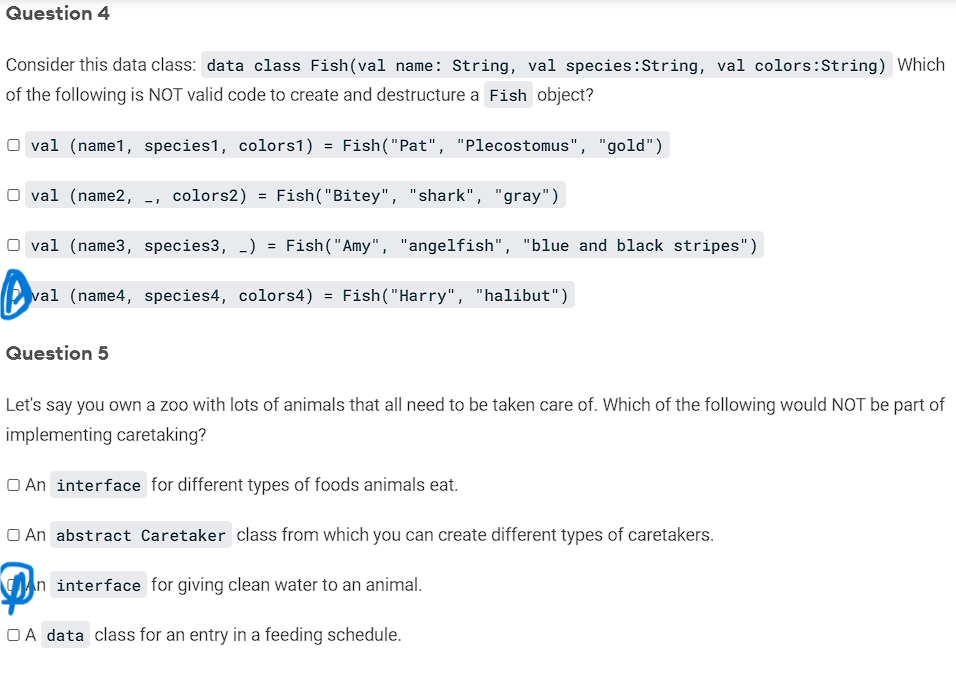 Question 4
Consider this data class: data class Fish(val name: String, val species:String, val colors:String) Which
of the following is NOT valid code to create and destructure a Fish object?
val (name1, species1, colors1) = Fish("Pat", "Plecostomus", "gold")
val (name2, _, colors2) = Fish("Bitey", "shark", "gray")
val (name3, species3, _) = Fish("Amy", "angelfish", "blue and black stripes")
val (name4, species4, colors4) = Fish("Harry", "halibut")
Question 5
Let's say you own a zoo with lots of animals that all need to be taken care of. Which of the following would NOT be part of
implementing caretaking?
An interface for different types of foods animals eat.
An abstract Caretaker class from which you can create different types of caretakers.
An interface for giving clean water to an animal.
A data class for an entry in a feeding schedule.